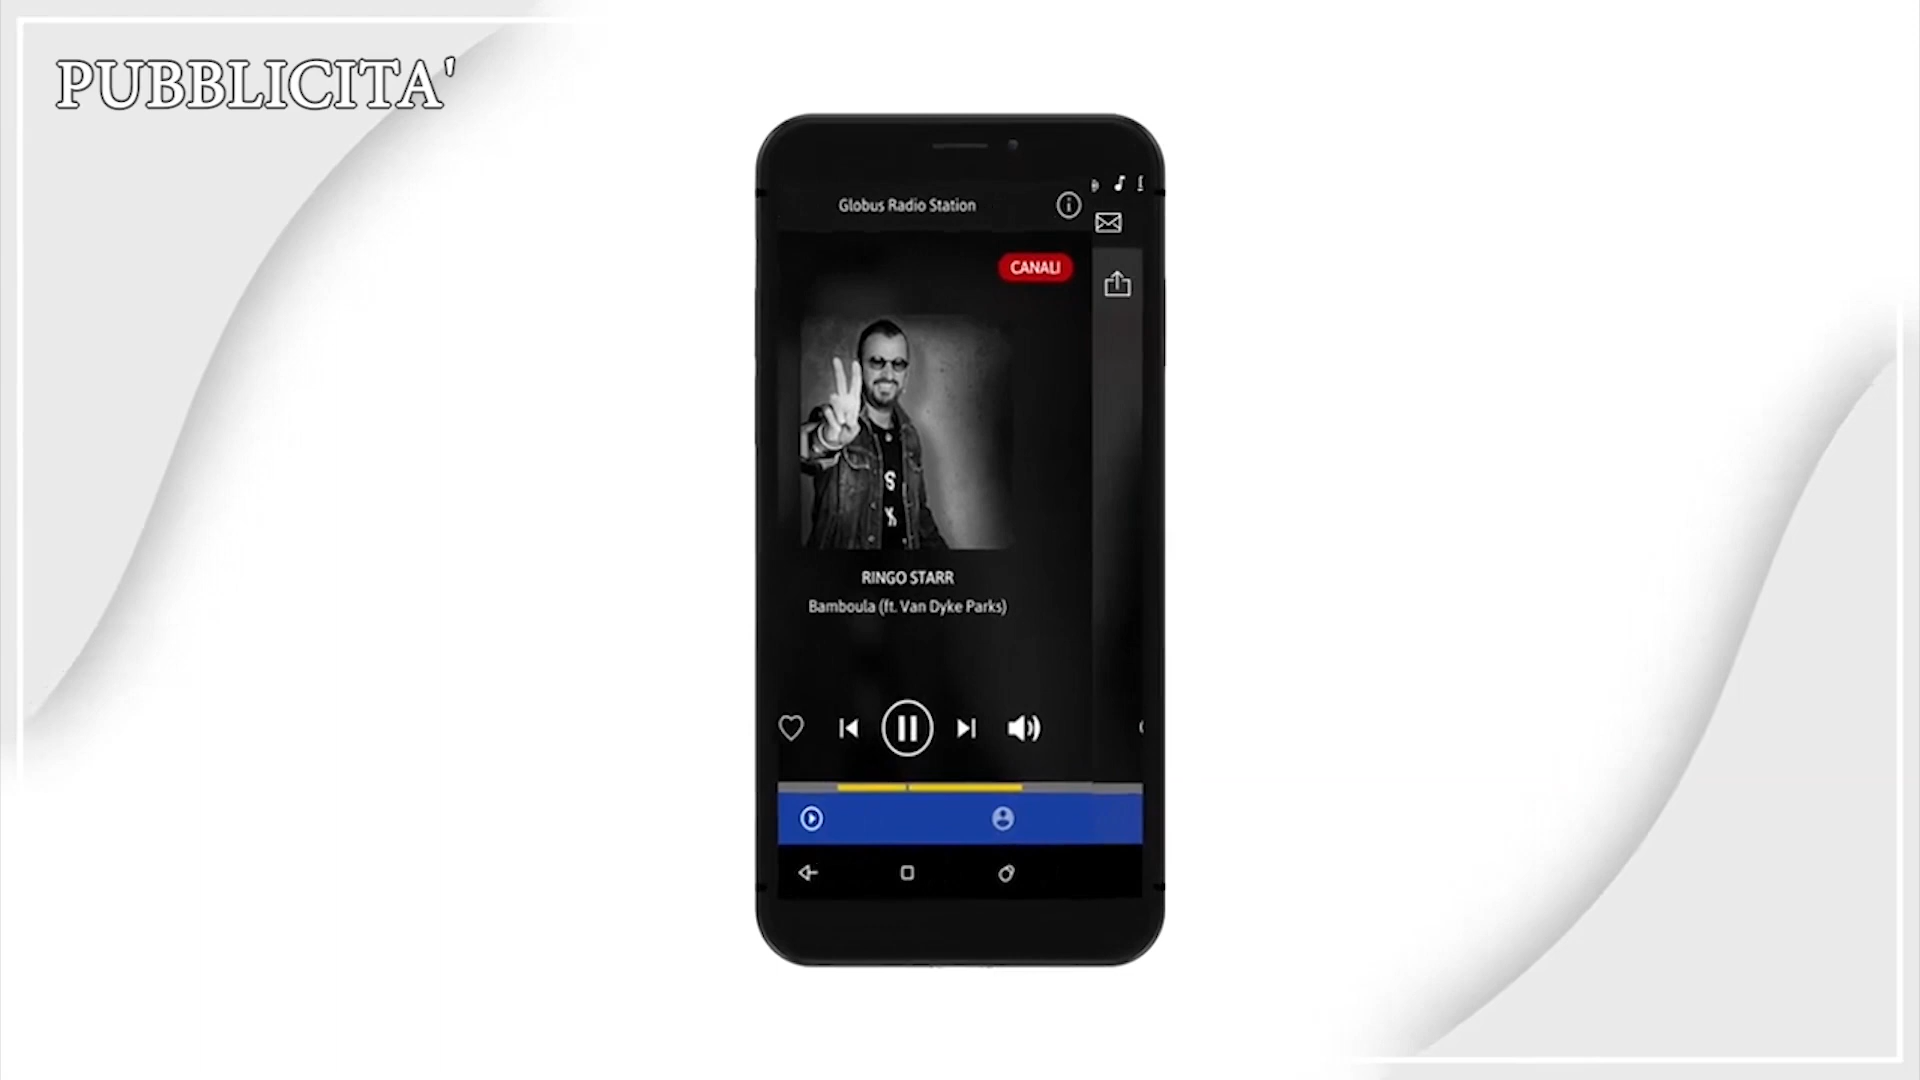 PUBBLICITA'
Globus Radio Station
CANALI
RINGO STARR
Bamboula (ft. Van Dyke Parks)